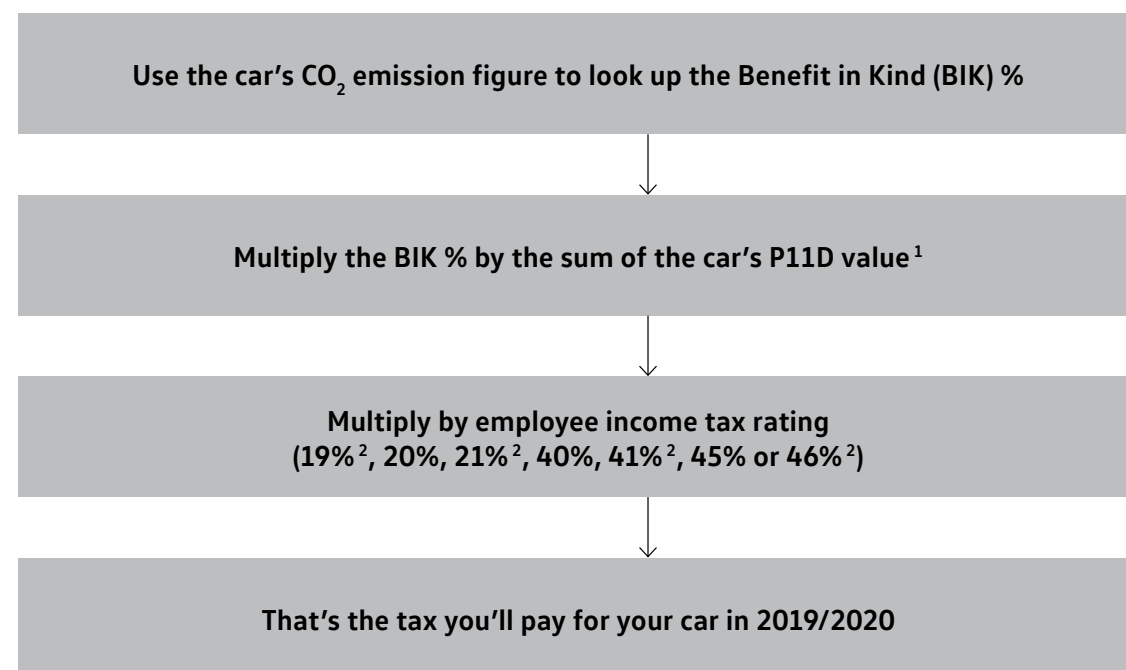 Use the car's CO₂ emission figure to look up the Benefit in Kind (BIK) %
Multiply the BIK % by the sum of the car's P11D value ¹
Multiply by employee income tax rating
(19% ², 20%, 21% ², 40%, 41% ², 45% or 46% ²)
That's the tax you'll pay for your car in 2019/2020